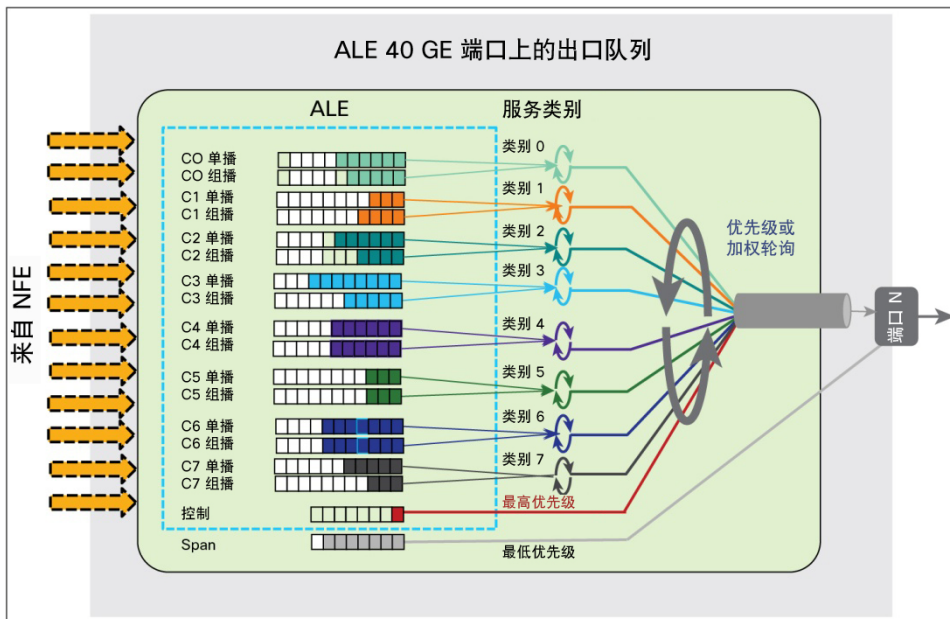 ALE 40 GE 端口上的出口队列
ALE
服务类别
来自 NFE
CO 单播
CO 组播
类别 0
C1 单播
C1 组播
类别 1
C2 单播
C2 组播
类别 2
C3 单播
C3 组播
类别 3
C4 单播
C4 组播
类别 4
C5 单播
C5 组播
类别 5
C6 单播
C6 组播
类别 6
C7 单播
C7 组播
类别 7
控制
最高优先级
Span
最低优先级
优先级或
加权轮询
端口 N